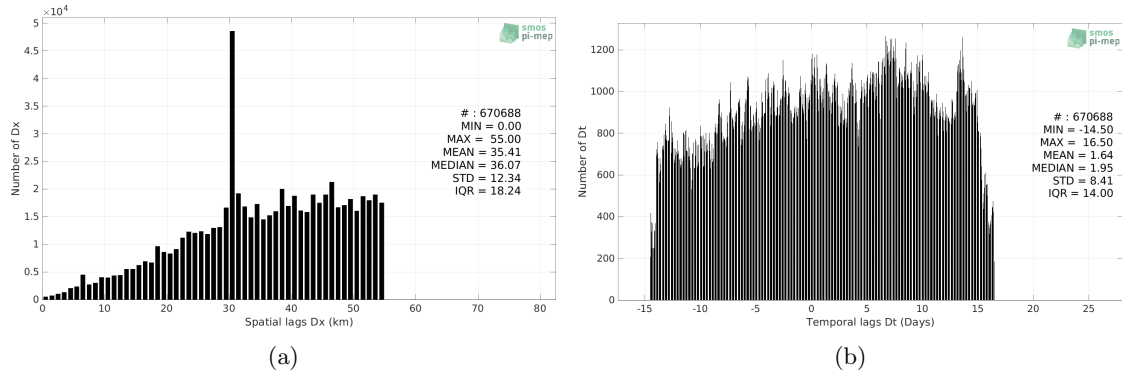 ×10⁴
5
4.5
4
3.5
3
2.5
2
1.5
1
0.5
0
Number of Dx
0 10 20 30 40 50 60 70 80
Spatial lags Dx (km)
smos
pi-mep
# : 670688
MIN = 0.00
MAX = 55.00
MEAN = 35.41
MEDIAN = 36.07
STD = 12.34
IQR = 18.24
(a)
1200
1000
800
600
400
200
0
Number of Dt
-15 -10 -5 0 5 10 15 20 25
Temporal lags Dt (Days)
smos
pi-mep
# : 670688
MIN = -14.50
MAX = 16.50
MEAN = 1.64
MEDIAN = 1.95
STD = 8.41
IQR = 14.00
(b)